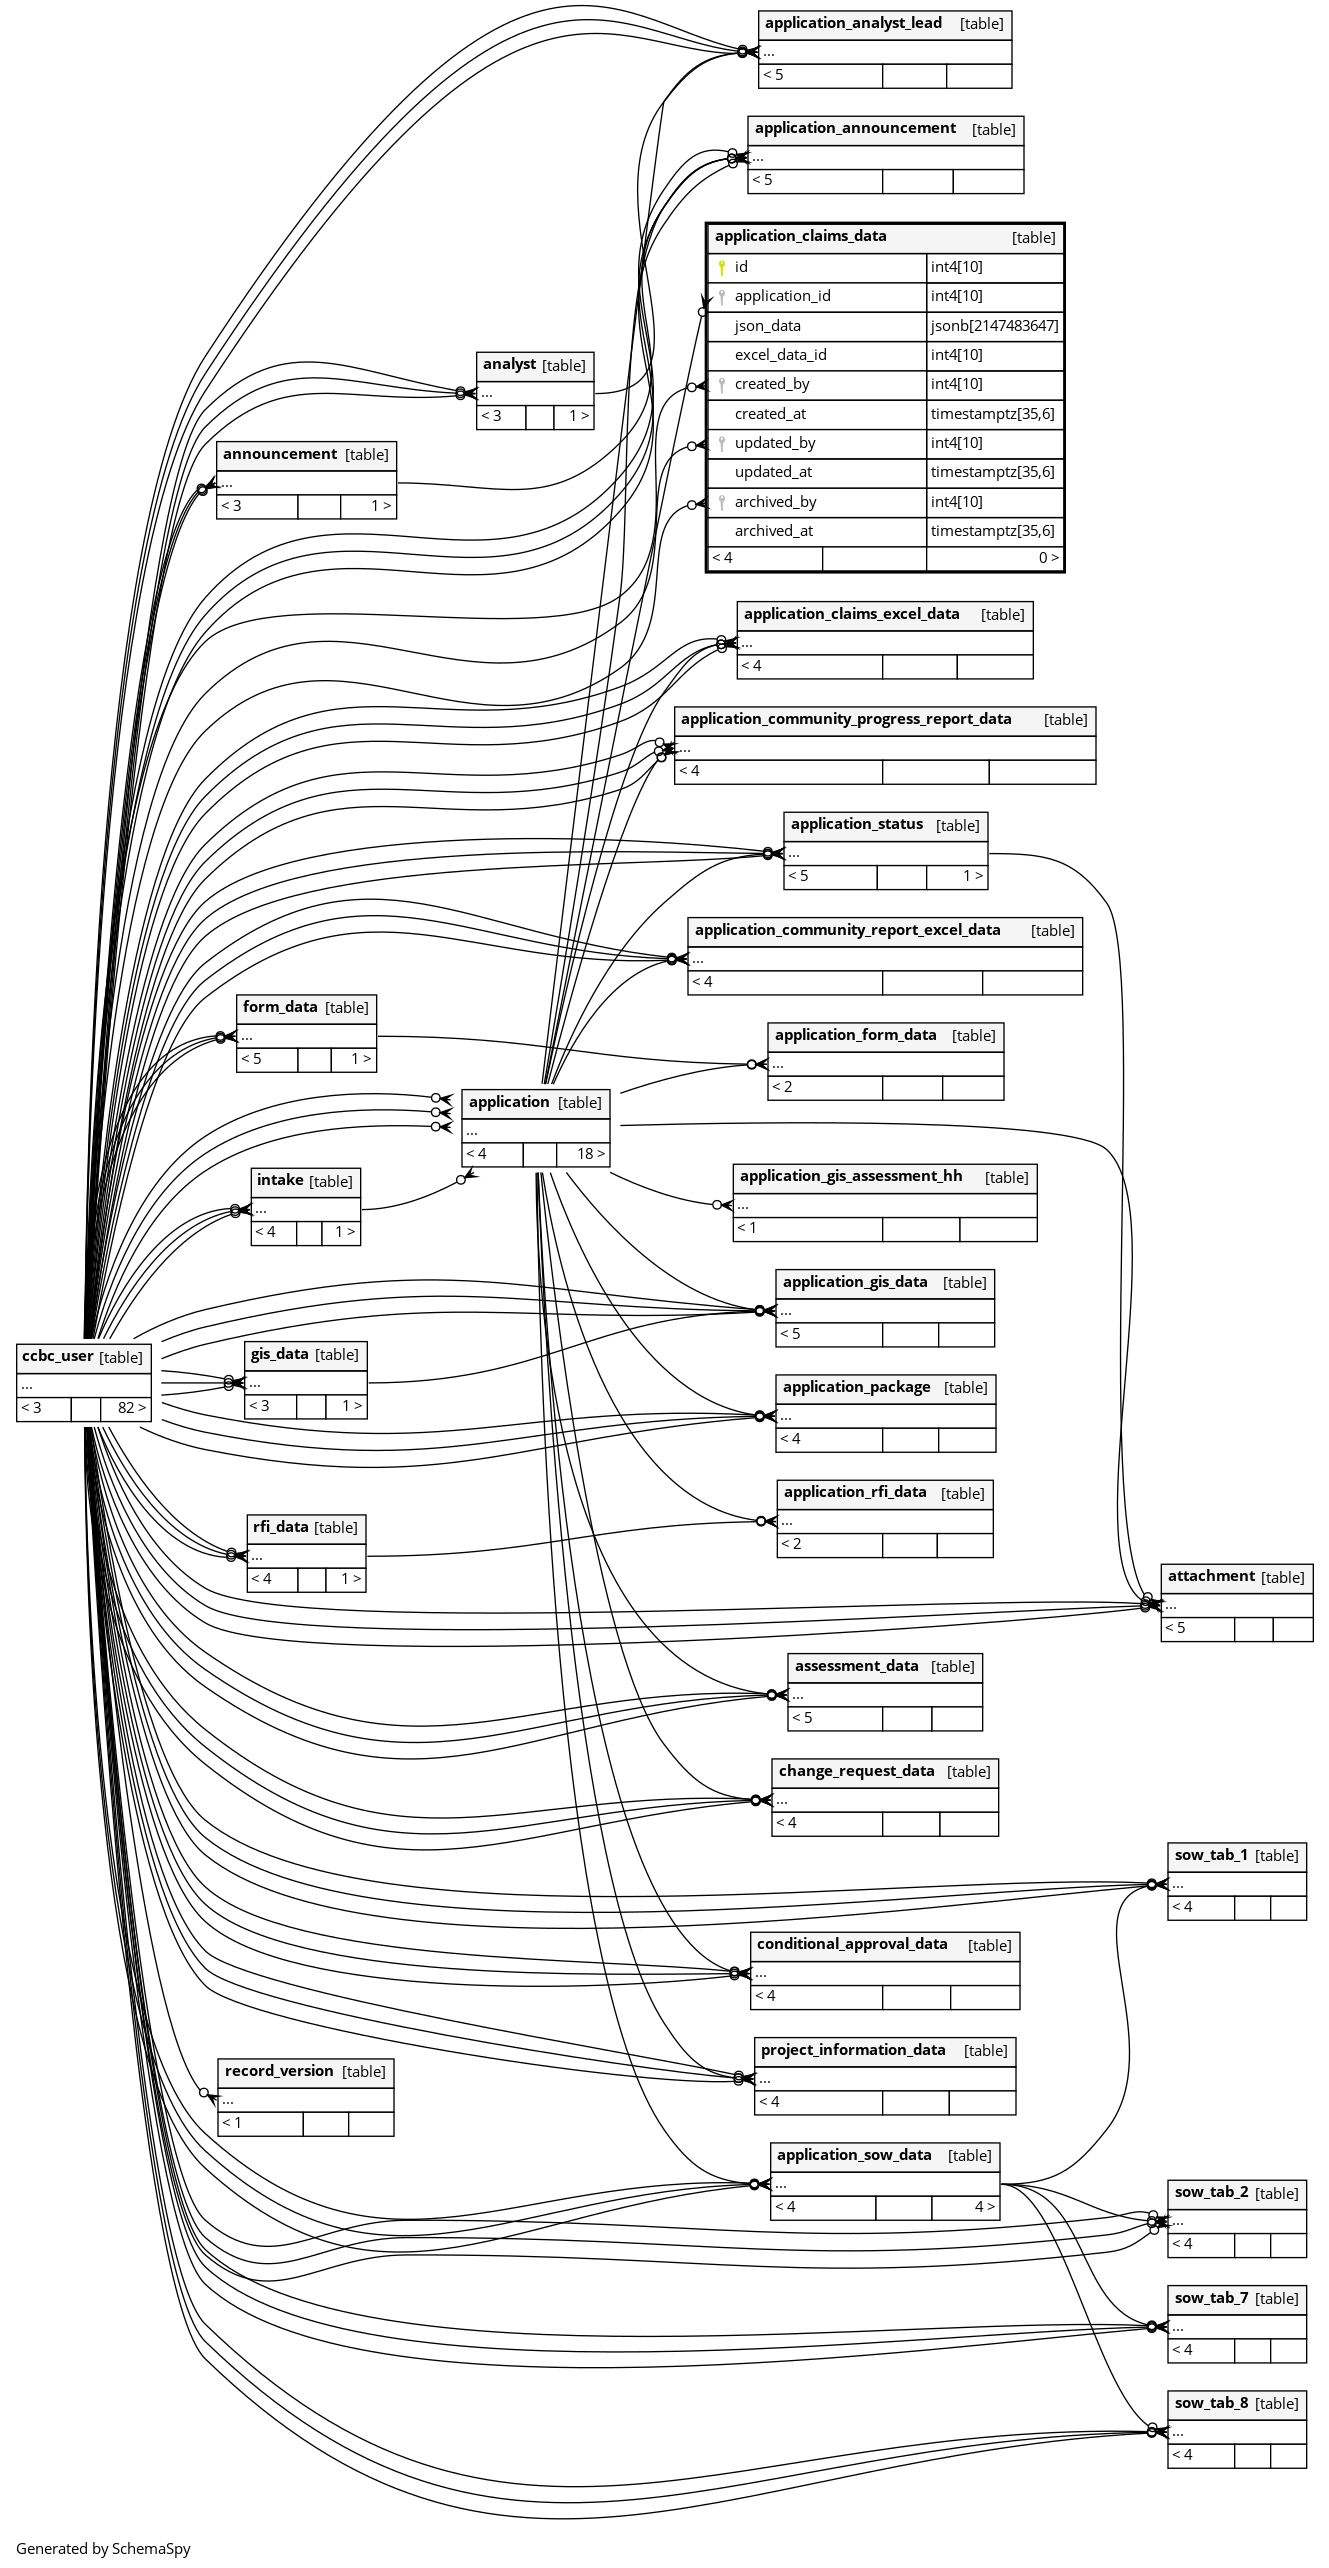 application_analyst_lead [table]
...
< 5
application_announcement [table]
...
< 5
application_claims_data [table]
id int4[10]
application_id int4[10]
json_data jsonb[2147483647]
excel_data_id int4[10]
created_by int4[10]
created_at timestamptz[35,6]
updated_by int4[10]
updated_at timestamptz[35,6]
archived_by int4[10]
archived_at timestamptz[35,6]
< 4 0 >
analyst [table]
...
< 3 1 >
announcement [table]
...
< 3 1 >
application_claims_excel_data [table]
...
< 4
application_community_progress_report_data [table]
...
< 4
application_status [table]
...
< 5 1 >
application_community_report_excel_data [table]
...
< 4
form_data [table]
...
< 5 1 >
application_form_data [table]
...
< 2
application [table]
...
< 4 18 >
intake [table]
...
< 4 1 >
application_gis_assessment_hh [table]
...
< 1
application_gis_data [table]
...
< 5
ccbc_user [table]
...
< 3 82 >
gis_data [table]
...
< 3 1 >
application_package [table]
...
< 4
application_rfi_data [table]
...
< 2
rfi_data [table]
...
< 4 1 >
attachment [table]
...
< 5
assessment_data [table]
...
< 5
change_request_data [table]
...
< 4
sow_tab_1 [table]
...
< 4
conditional_approval_data [table]
...
< 4
project_information_data [table]
...
< 4
record_version [table]
...
< 1
application_sow_data [table]
...
< 4 4 >
sow_tab_2 [table]
...
< 4
sow_tab_7 [table]
...
< 4
sow_tab_8 [table]
...
< 4
Generated by SchemaSpy